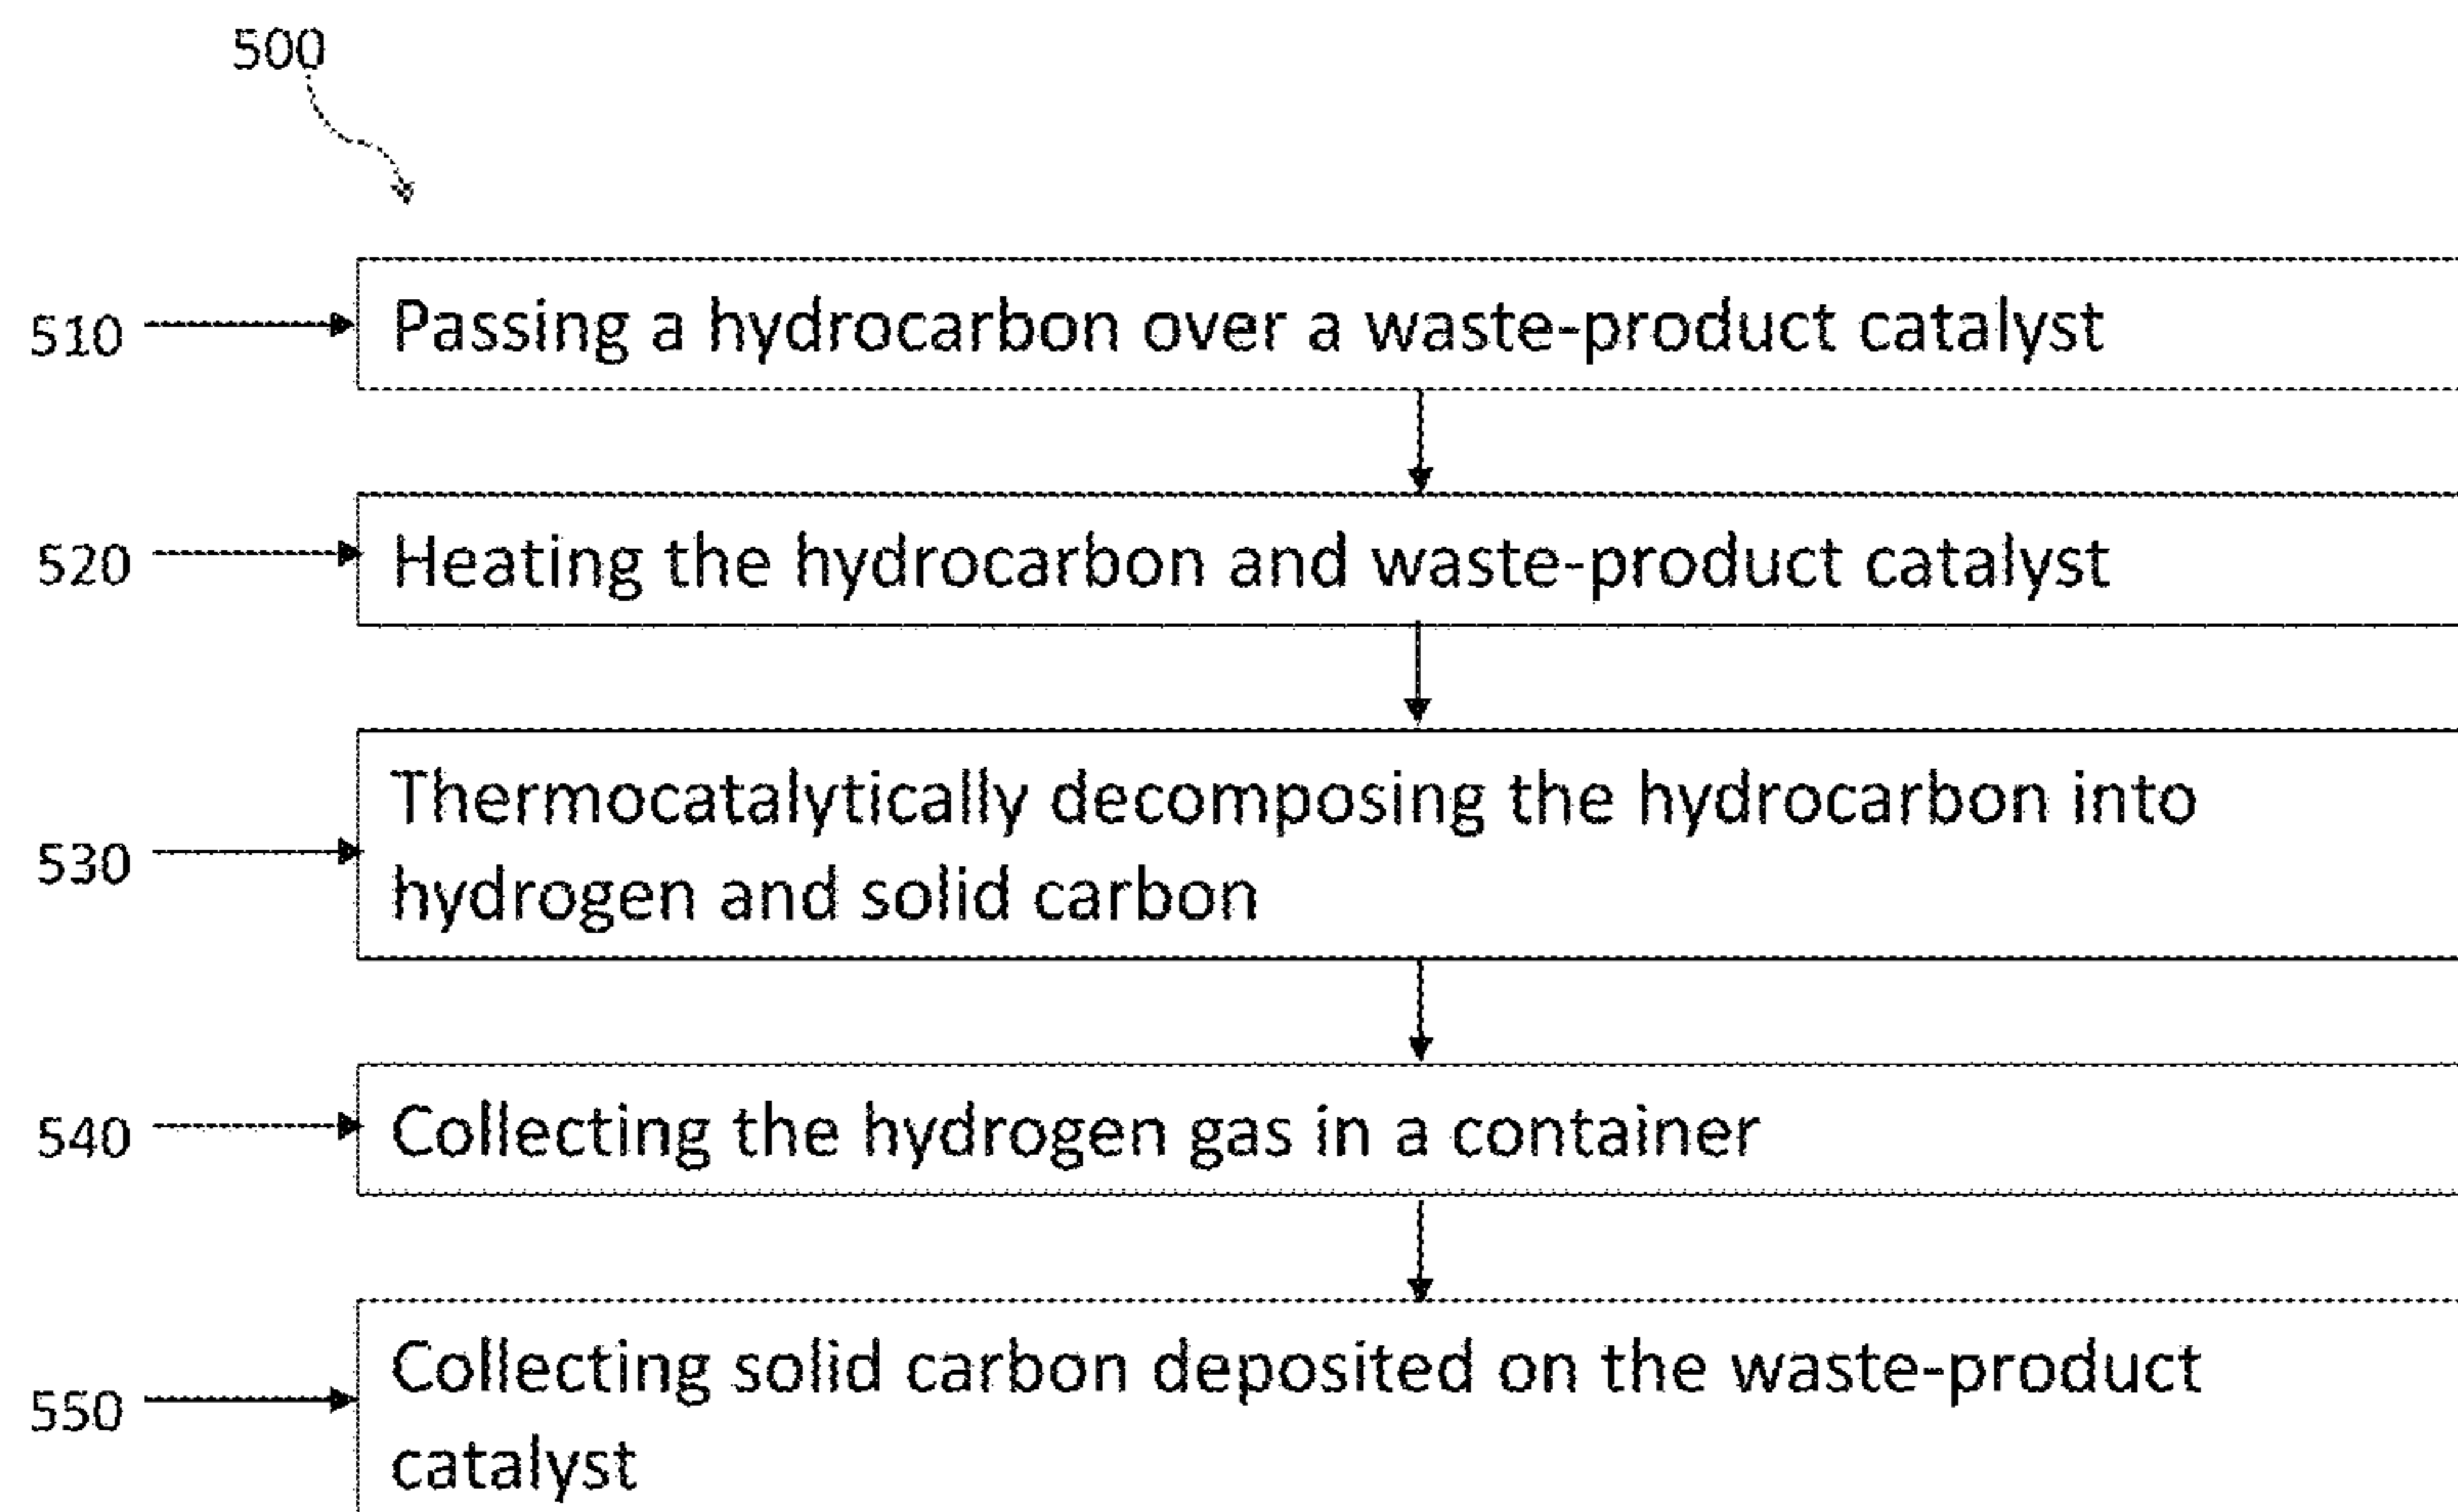 500
510
Passing a hydrocarbon over a waste-product catalyst
520
Heating the hydrocarbon and waste-product catalyst
530
Thermocatalytically decomposing the hydrocarbon into
hydrogen and solid carbon
540
Collecting the hydrogen gas in a container
550
Collecting solid carbon deposited on the waste-product
catalyst